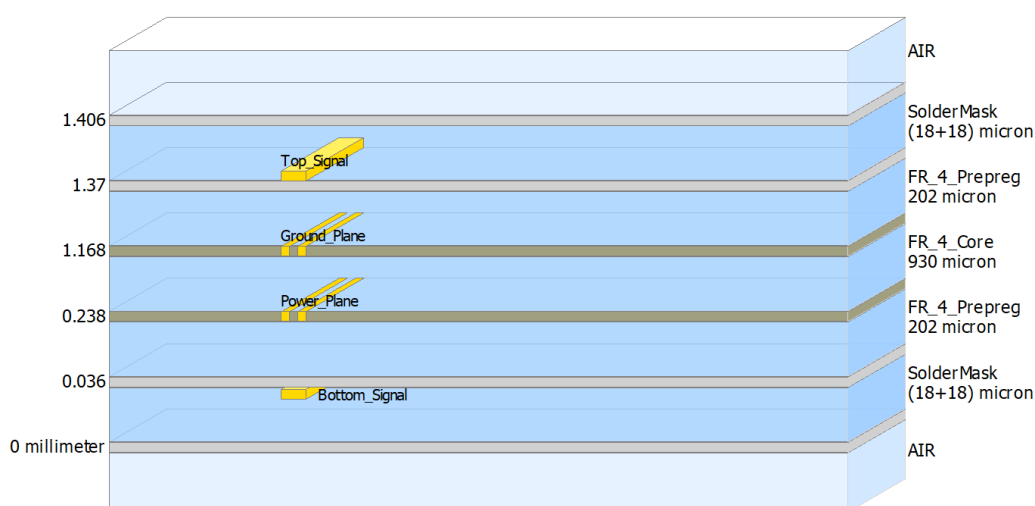 AIR
1.406
SolderMask
(18+18) micron
Top_Signal
1.37
FR_4_Prepreg
202 micron
Ground_Plane
1.168
FR_4_Core
930 micron
Power_Plane
0.238
FR_4_Prepreg
202 micron
0.036
SolderMask
(18+18) micron
Bottom_Signal
0 millimeter
AIR